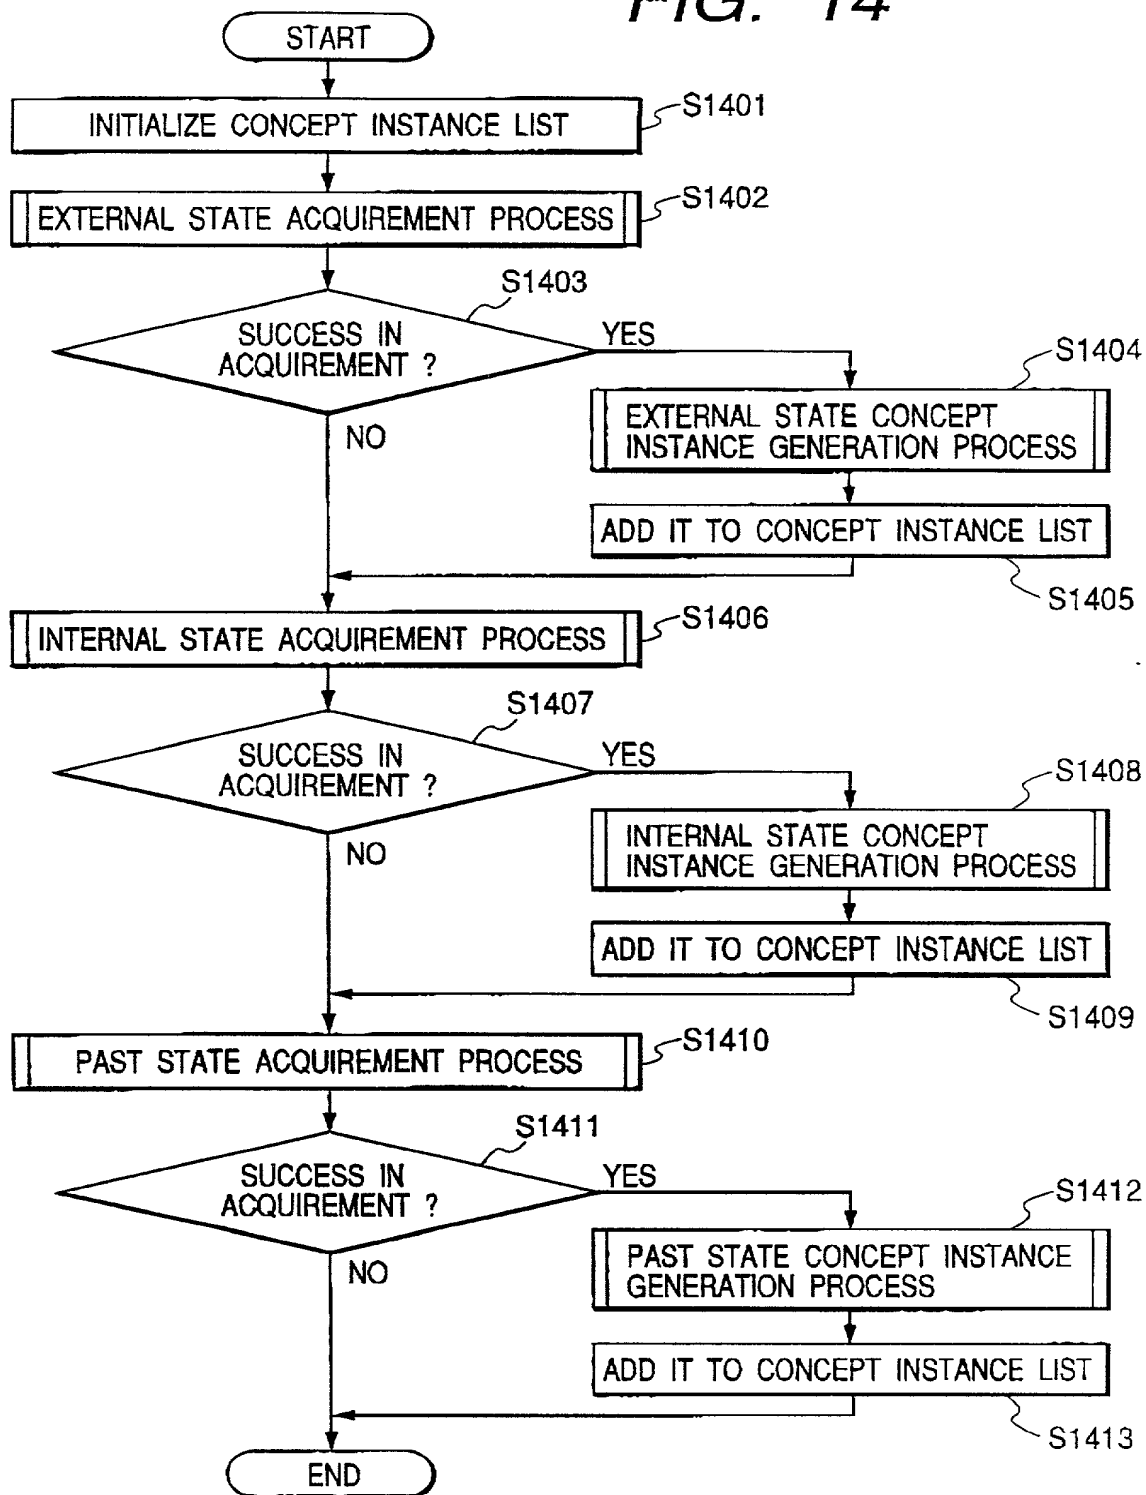 FIG. 14
START
INITIALIZE CONCEPT INSTANCE LIST
S1401
EXTERNAL STATE ACQUIREMENT PROCESS
S1402
S1403
SUCCESS IN
ACQUIREMENT ?
YES
NO
S1404
EXTERNAL STATE CONCEPT
INSTANCE GENERATION PROCESS
ADD IT TO CONCEPT INSTANCE LIST
S1405
INTERNAL STATE ACQUIREMENT PROCESS
S1406
S1407
SUCCESS IN
ACQUIREMENT ?
YES
NO
S1408
INTERNAL STATE CONCEPT
INSTANCE GENERATION PROCESS
ADD IT TO CONCEPT INSTANCE LIST
S1409
PAST STATE ACQUIREMENT PROCESS
S1410
S1411
SUCCESS IN
ACQUIREMENT ?
YES
NO
S1412
PAST STATE CONCEPT INSTANCE
GENERATION PROCESS
ADD IT TO CONCEPT INSTANCE LIST
S1413
END